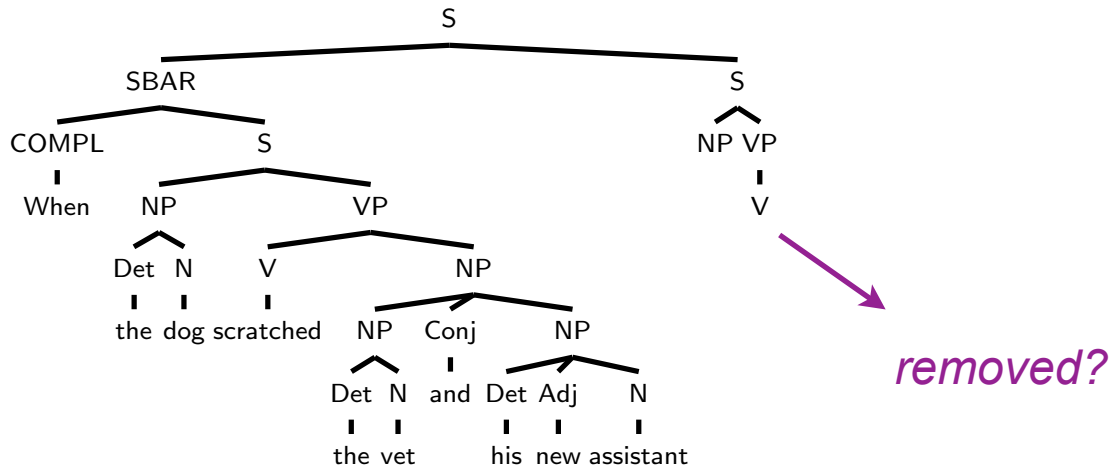 S
SBAR S
COMPL S NP VP
When NP VP V
Det N V NP
the dog scratched NP Conj NP
removed?
Det N and Det Adj N
the vet his new assistant